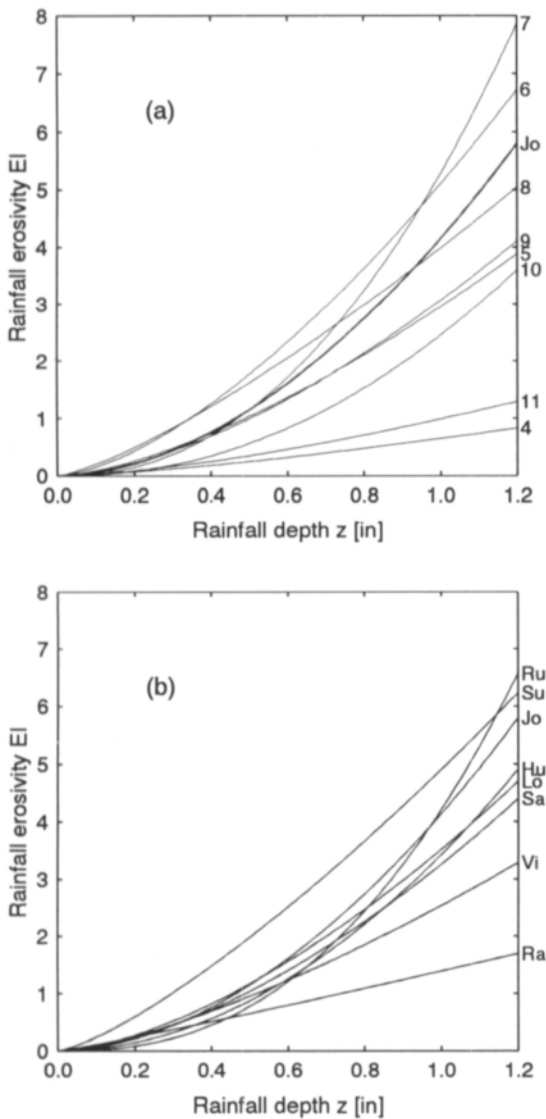 8
7
6
5
4
3
2
1
0
Rainfall erosivity EI
(a)
7
6
Jo
8
9
5
10
11
4
0.0 0.2 0.4 0.6 0.8 1.0 1.2
Rainfall depth z [in]
8
7
6
5
4
3
2
1
0
Rainfall erosivity EI
(b)
Ru
Su
Jo
Hu
Lo
Sa
Vi
Ra
0.0 0.2 0.4 0.6 0.8 1.0 1.2
Rainfall depth z [in]